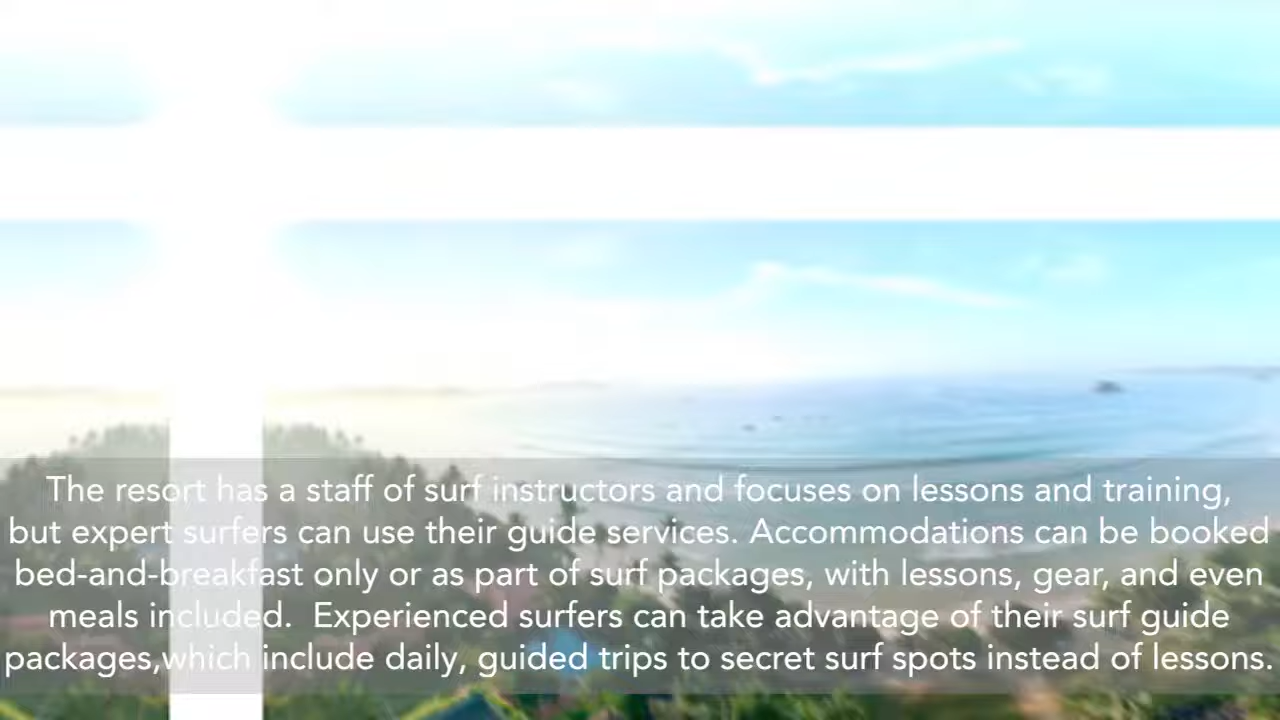 The resort has a staff of surf instructors and focuses on lessons and training,
but expert surfers can use their guide services. Accommodations can be booked
bed-and-breakfast only or as part of surf packages, with lessons, gear, and even
meals included.  Experienced surfers can take advantage of their surf guide
packages,which include daily, guided trips to secret surf spots instead of lessons.